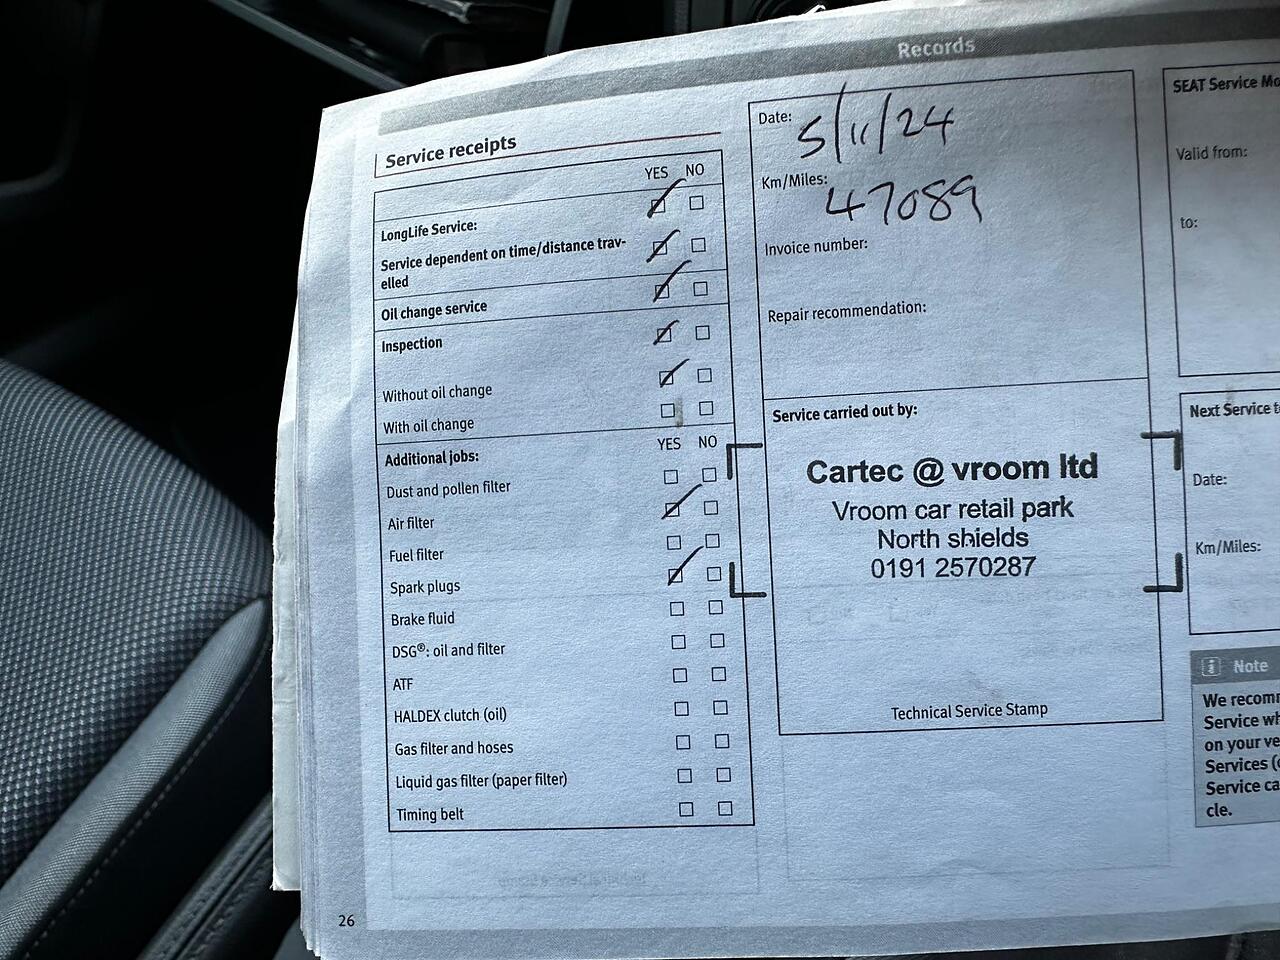 Records
Service receipts
YES NO
LongLife Service:
Service dependent on time/distance trav-
elled
Oil change service
Inspection
Without oil change
With oil change
YES NO
Additional jobs:
Dust and pollen filter
Air filter
Fuel filter
Spark plugs
Brake fluid
DSG®: oil and filter
ATF
HALDEX clutch (oil)
Gas filter and hoses
Liquid gas filter (paper filter)
Timing belt
26
Date: 5/11/24
Km/Miles: 47089
Invoice number:
Repair recommendation:
Service carried out by:
Cartec @ vroom ltd
Vroom car retail park
North shields
0191 2570287
Technical Service Stamp
SEAT Service Mo
Valid from:
to:
Next Service
Date:
Km/Miles:
Note
We recom
Service wh
on your ve
Services (
Service ca
cle.